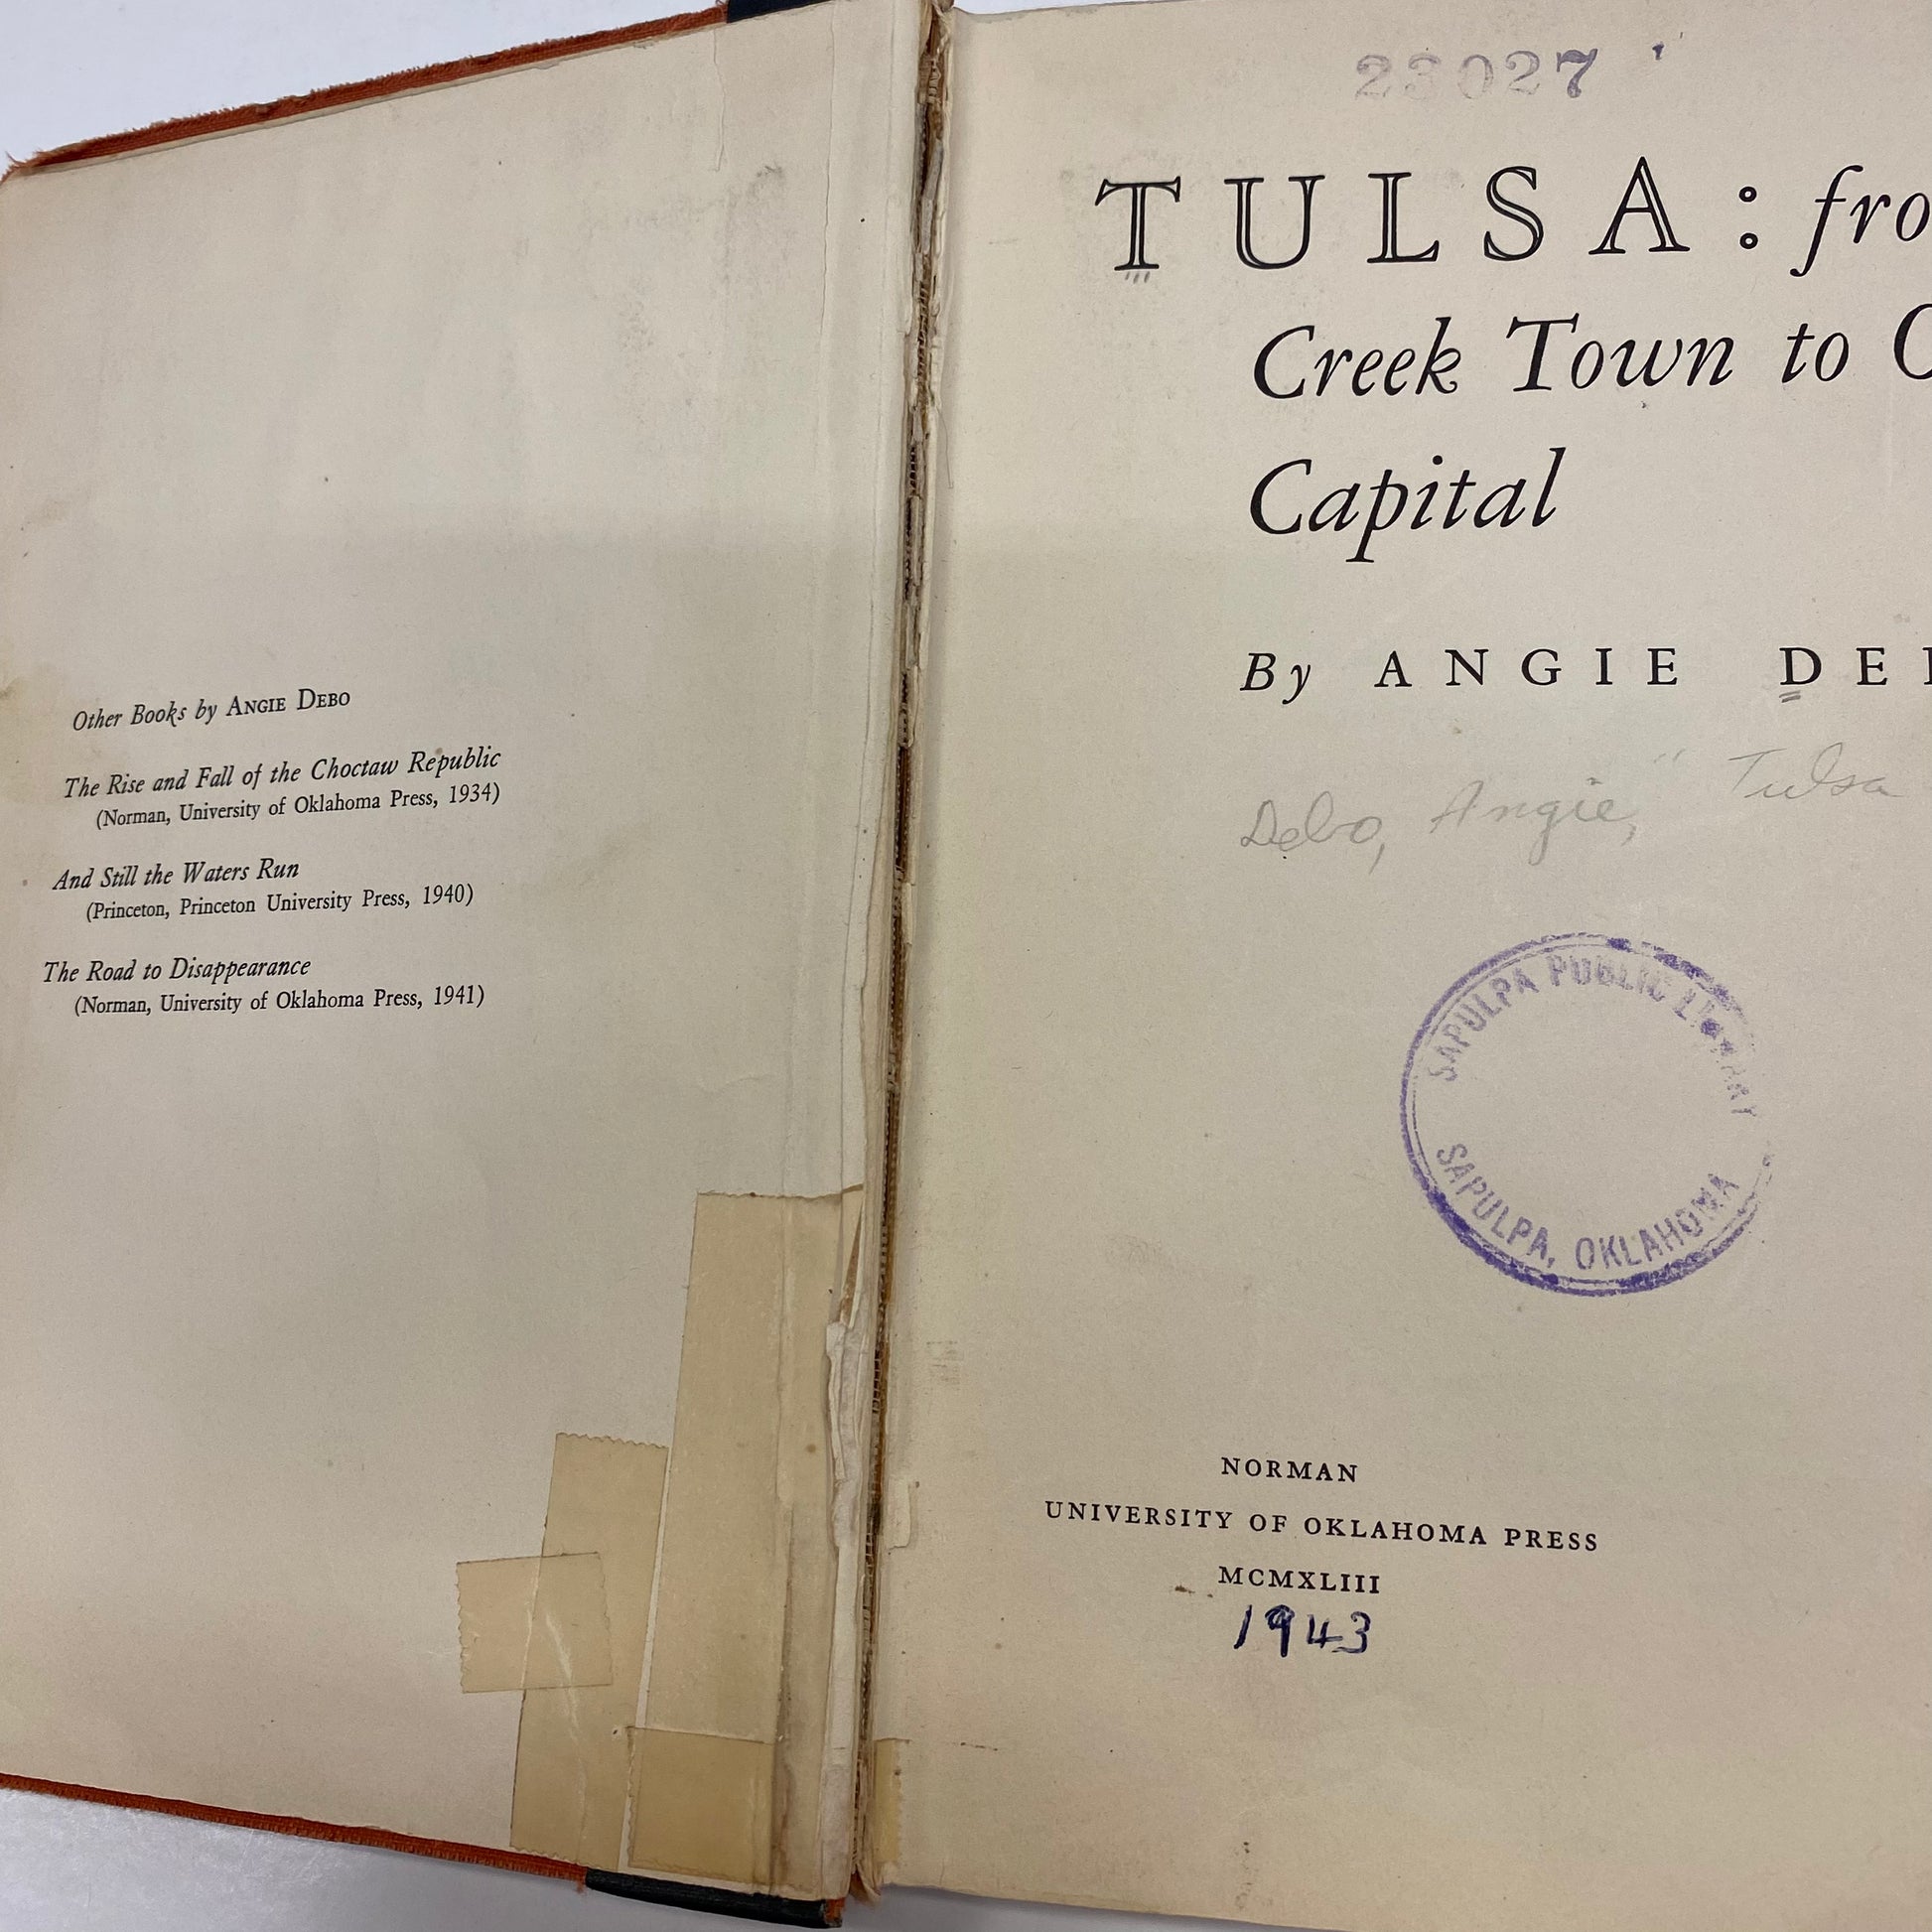 Other Books by ANGIE DEBO
The Rise and Fall of the Choctaw Republic
(Norman, University of Oklahoma Press, 1934)
And Still the Waters Run
(Princeton, Princeton University Press, 1940)
The Road to Disappearance
(Norman, University of Oklahoma Press, 1941)
23027
TULSA: fro
Creek Town to
Capital
By ANGIE DE
Debo, Angie, " Tulsa
SAPULPA PUBLIC LIBRARY
SAPULPA, OKLAHOMA
NORMAN
UNIVERSITY OF OKLAHOMA PRESS
MCMXLIII
1943